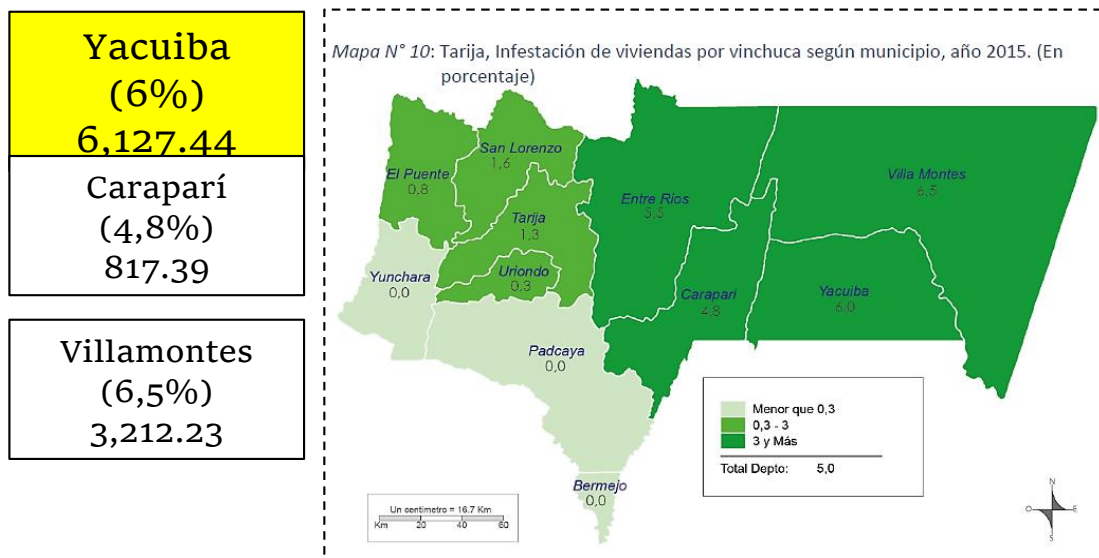 Yacuiba
(6%)
6,127.44
Caraparí
(4,8%)
817.39
Villamontes
(6,5%)
3,212.23
Mapa N° 10: Tarija, Infestación de viviendas por vinchuca según municipio, año 2015. (En
porcentaje)
San Lorenzo
1,6
El Puente
0,8
Villa Montes
6,5
Entre Ríos
5,5
Tarija
1,3
Yunchara
0,0
Uriondo
0,3
Caraparí
4,8
Yacuiba
6,0
Padcaya
0,0
Bermejo
0,0
Menor que 0,3
0,3 - 3
3 y Más
Total Depto: 5,0
Un centimetro = 16.7 Km
Km 20 40 60
N
O E
S